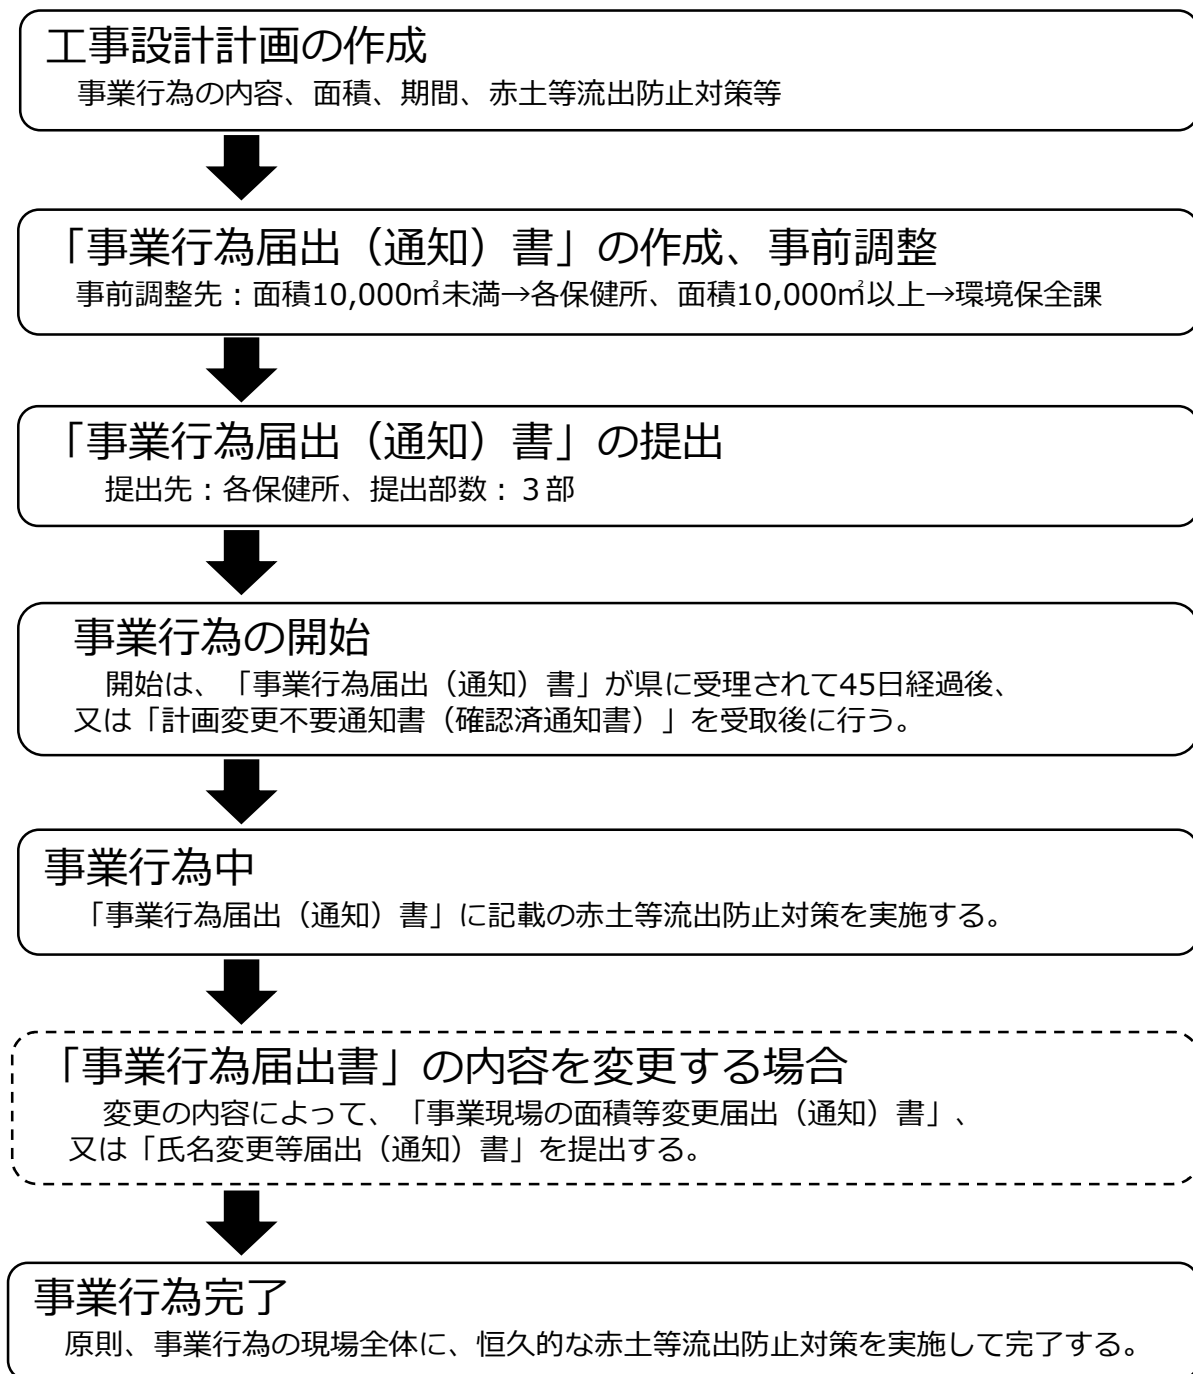 工事設計計画の作成
事業行為の内容、面積、期間、赤土等流出防止対策等
「事業行為届出（通知）書」の作成、事前調整
事前調整先：面積10,000㎡未満→各保健所、面積10,000㎡以上→環境保全課
「事業行為届出（通知）書」の提出
提出先：各保健所、提出部数：３部
事業行為の開始
開始は、「事業行為届出（通知）書」が県に受理されて45日経過後、
又は「計画変更不要通知書（確認済通知書）」を受取後に行う。
事業行為中
「事業行為届出（通知）書」に記載の赤土等流出防止対策を実施する。
「事業行為届出書」の内容を変更する場合
変更の内容によって、「事業現場の面積等変更届出（通知）書」、
又は「氏名変更等届出（通知）書」を提出する。
事業行為完了
原則、事業行為の現場全体に、恒久的な赤土等流出防止対策を実施して完了する。